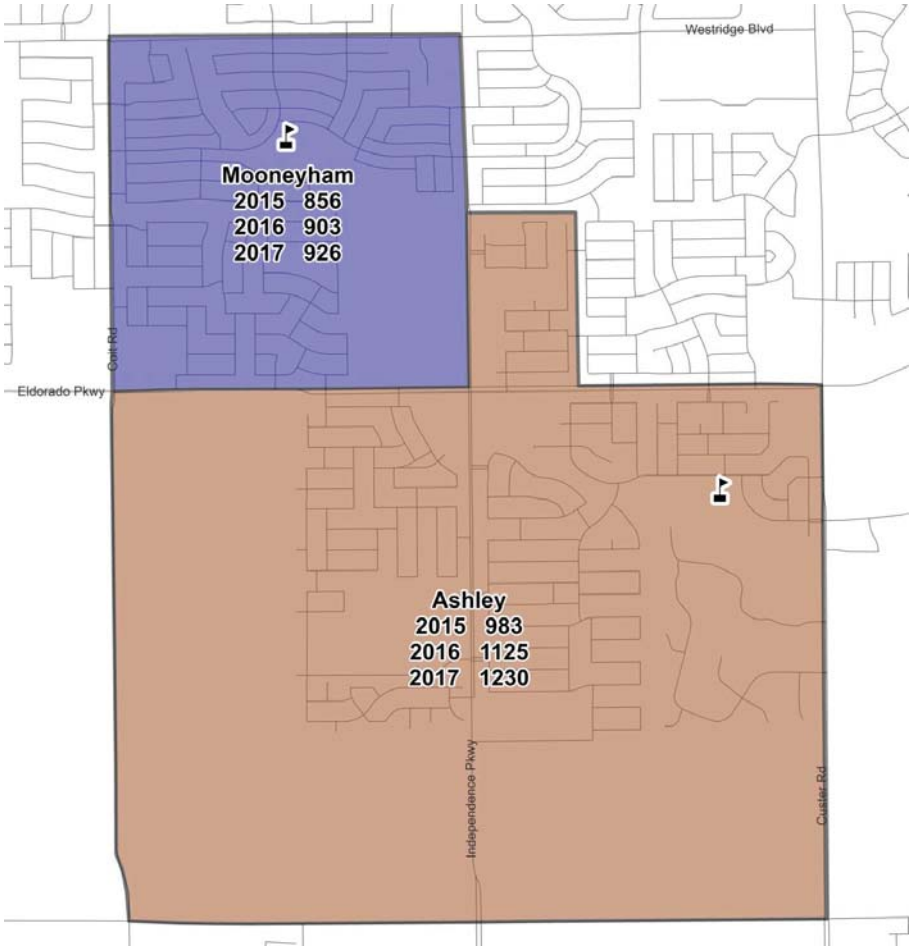 Westridge Blvd
Mooneyham
2015 856
2016 903
2017 926
Coit Rd
Eldorado Pkwy
Ashley
2015 983
2016 1125
2017 1230
Independence Pkwy
Custer Rd